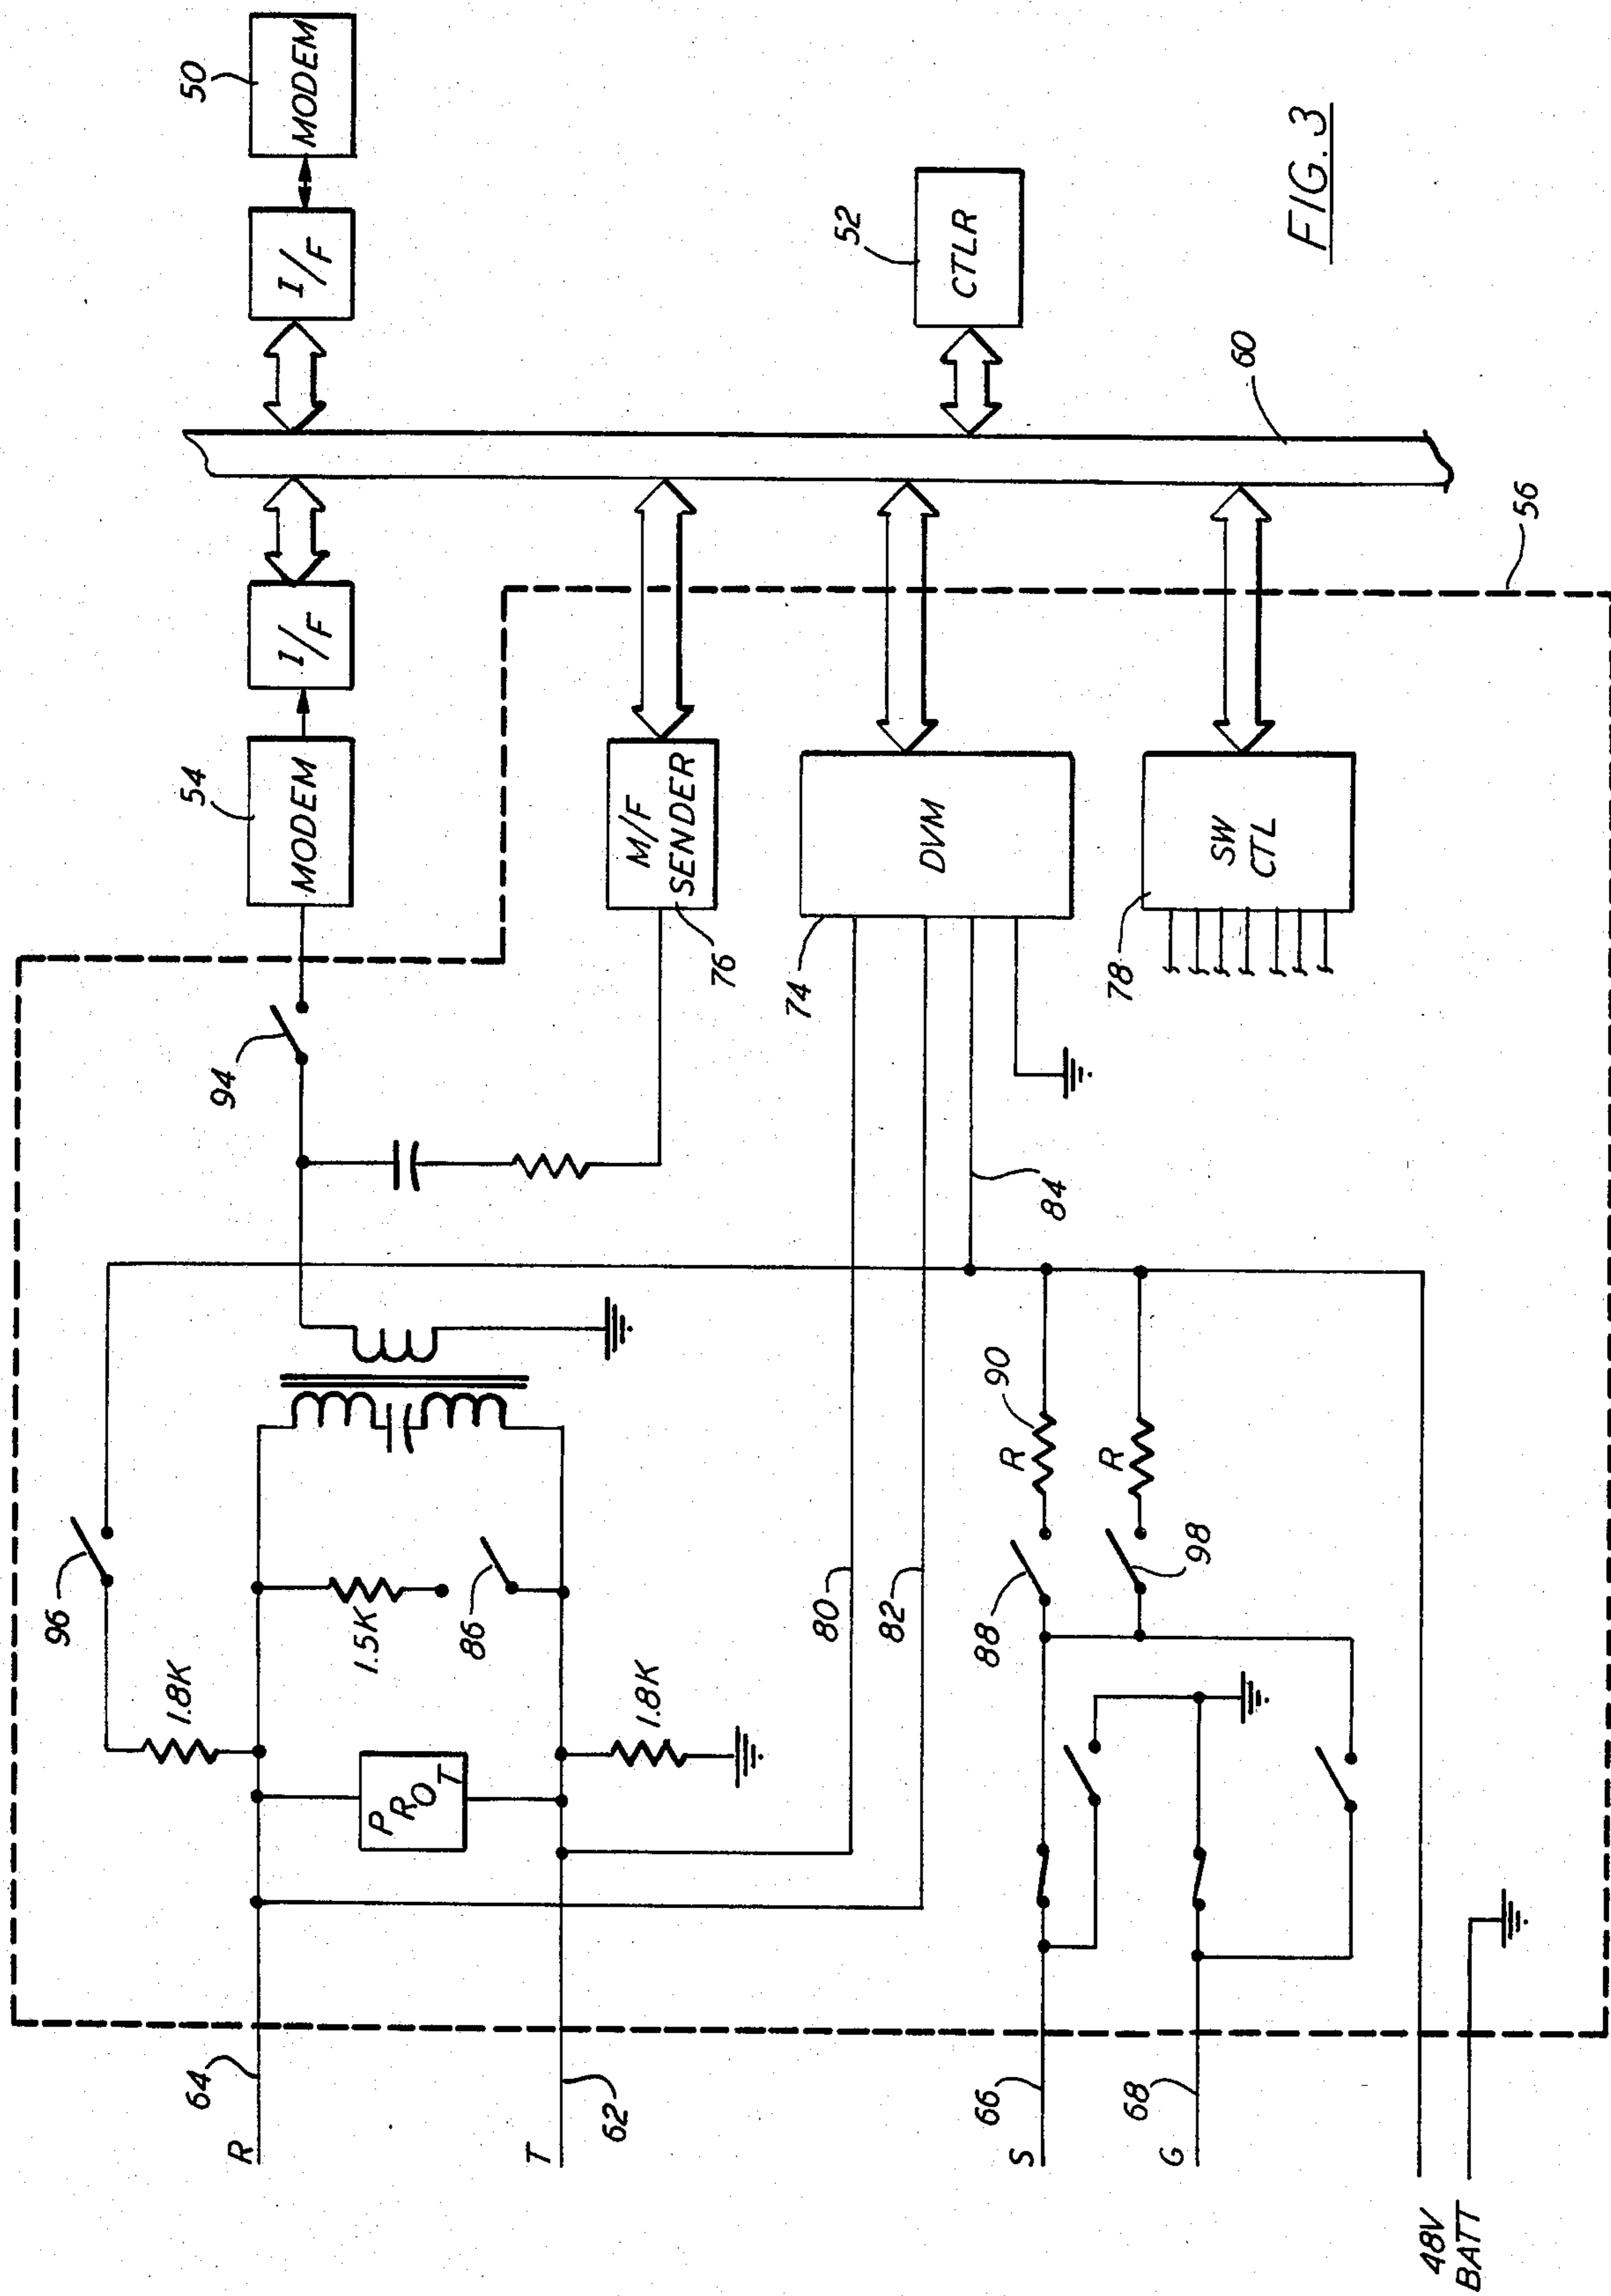 96
1.8K
R
64
1.5K
86
PROT
T
62
1.8K
94
54
MODEM
I/F
I/F
50
MODEM
M/F
SENDER
76
80
82
84
74
DVM
52
CTLR
S
66
88
R
90
G
68
98
R
78
SW
CTL
60
56
48V
BATT
FIG. 3